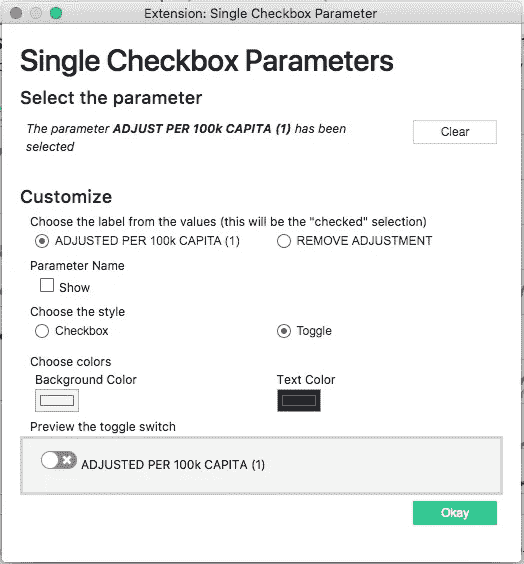 Extension: Single Checkbox Parameter
Single Checkbox Parameters
Select the parameter
The parameter ADJUST PER 100k CAPITA (1) has been
selected
Clear
Customize
Choose the label from the values (this will be the "checked" selection)
ADJUSTED PER 100k CAPITA (1) REMOVE ADJUSTMENT
Parameter Name
Show
Choose the style
Checkbox Toggle
Choose colors
Background Color Text Color
Preview the toggle switch
ADJUSTED PER 100k CAPITA (1)
Okay